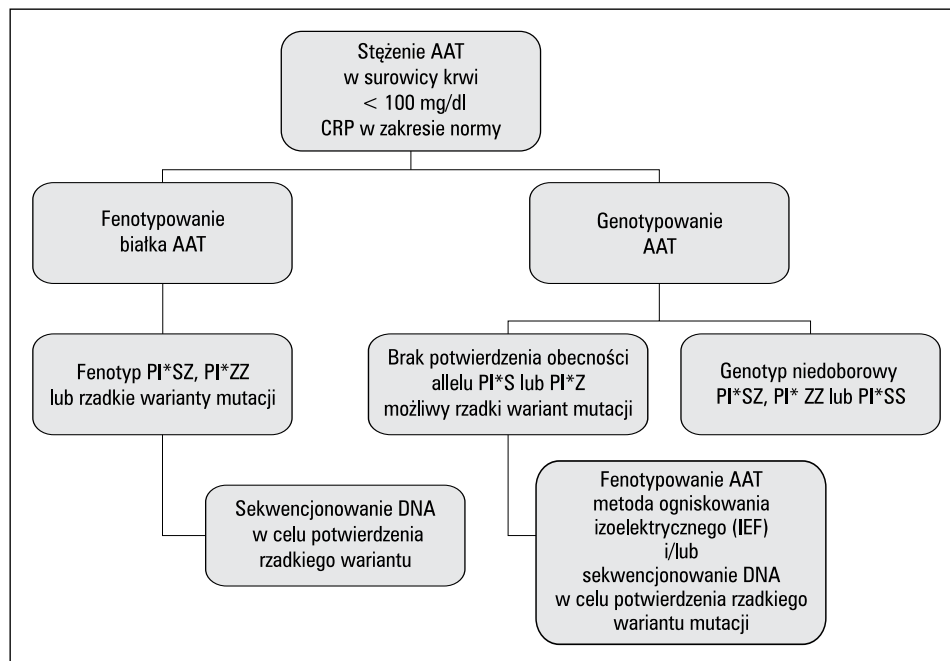 Stężenie AAT
w surowicy krwi
< 100 mg/dl
CRP w zakresie normy
Fenotypowanie
białka AAT
Genotypowanie
AAT
Fenotyp PI*SZ, PI*ZZ
lub rzadkie warianty mutacji
Brak potwierdzenia obecności
allelu PI*S lub PI*Z
możliwy rzadki wariant mutacji
Genotyp niedoborowy
PI*SZ, PI* ZZ lub PI*SS
Sekwencjonowanie DNA
w celu potwierdzenia
rzadkiego wariantu
Fenotypowanie AAT
metoda ogniskowania
izoelektrycznego (IEF)
i/lub
sekwencjonowanie DNA
w celu potwierdzenia rzadkiego
wariantu mutacji